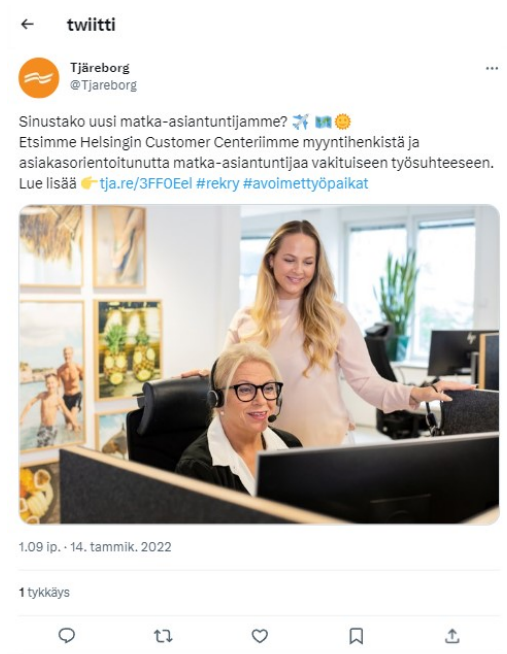 twiitti
Tjäreborg
@Tjareborg
Sinustako uusi matka-asiantuntijamme? ✈️ 🗺️🌞
Etsimme Helsingin Customer Centeriimme myyntihenkistä ja
asiakasorientoitunutta matka-asiantuntijaa vakituiseen työsuhteeseen.
Lue lisää 👉tja.re/3FF0Eel #rekry #avoimettyöpaikat
1.09 ip. · 14. tammik. 2022
1 tykkäys